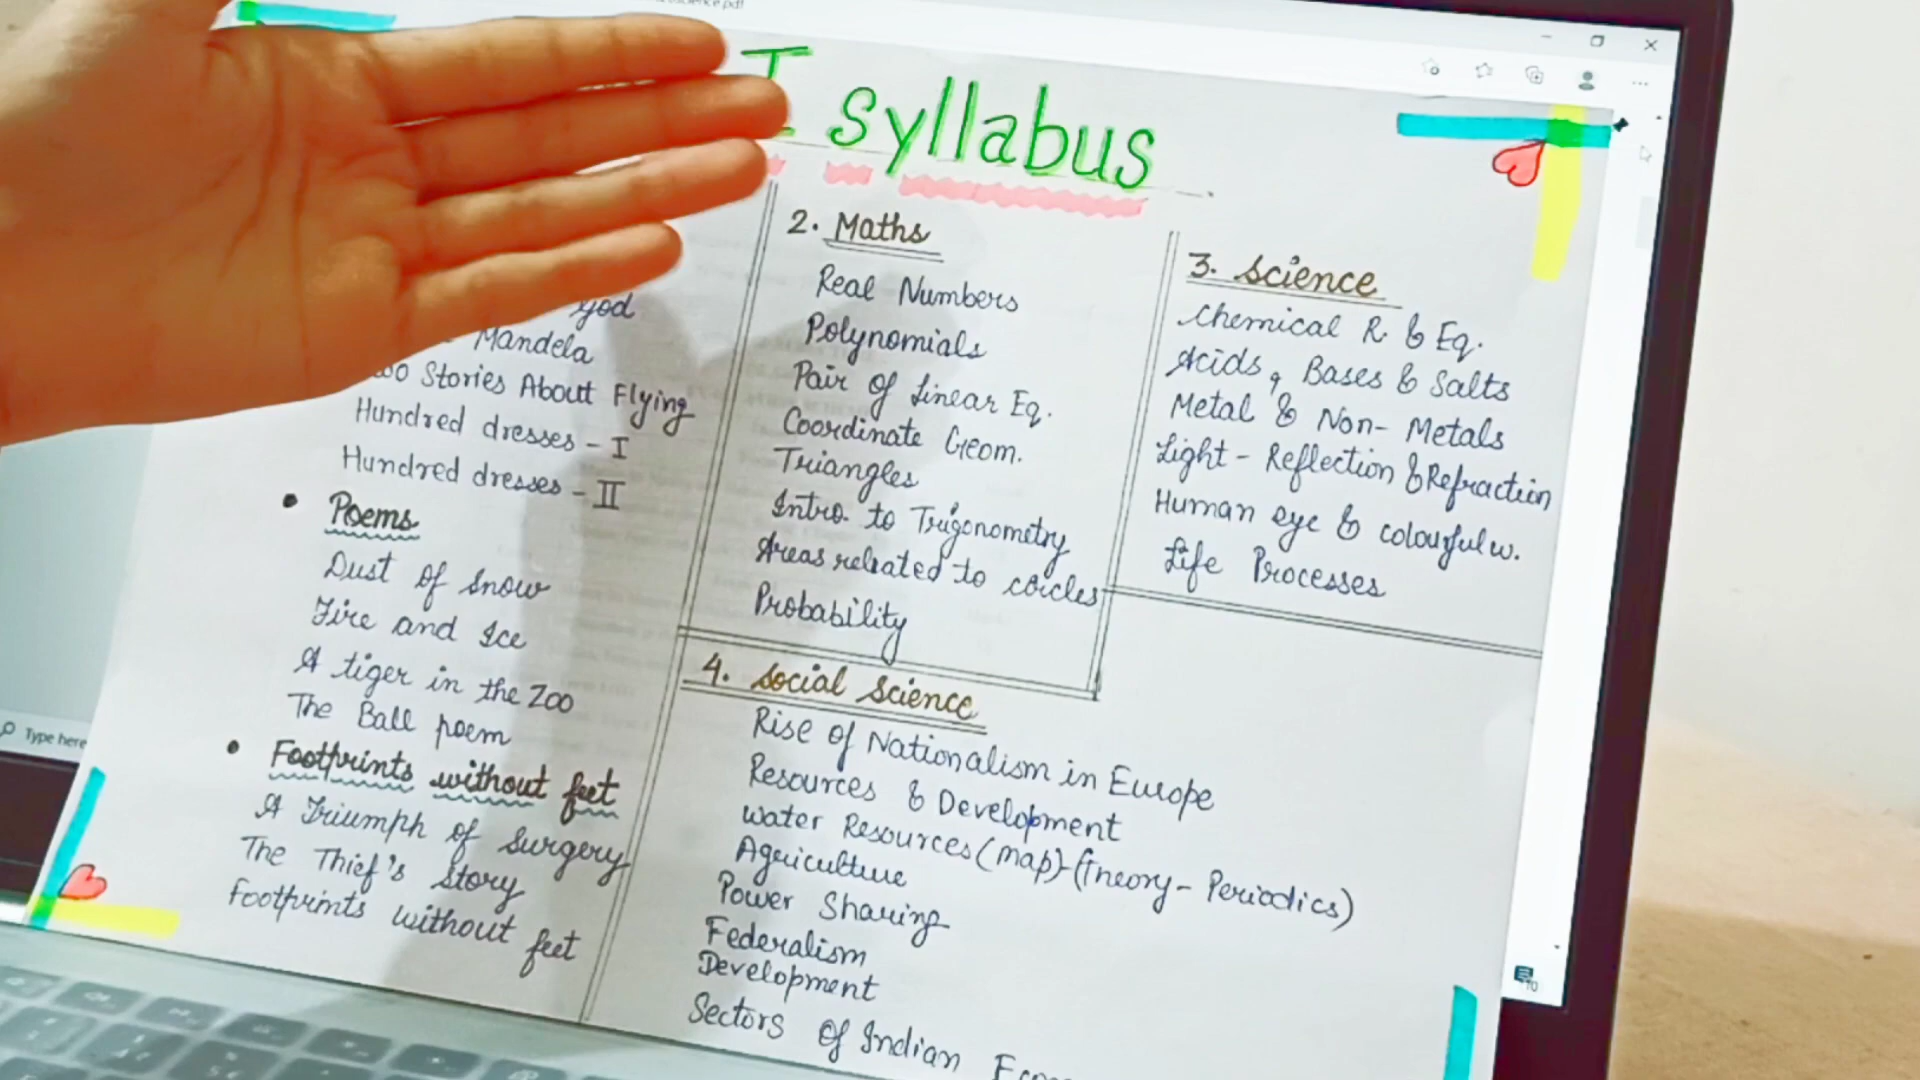 I syllabus
god
Mandela
Stories About Flying
Hundred dresses - I
Hundred dresses - II
• Poems
Dust of Snow
Fire and Ice
A tiger in the Zoo
The Ball poem
• Footprints without feet
A Triumph of Surgery
The Thief's Story
Footprints without feet
2. Maths
Real Numbers
Polynomials
Pair of Linear Eq.
Coordinate Geom.
Triangles
Intro. to Trigonometry
Areas related to circles
Probability
3. Science
Chemical R. & Eq.
Acids, Bases & Salts
Metal & Non- Metals
Light - Reflection & Refraction
Human eye & colourful w.
Life Processes
4. Social Science
Rise of Nationalism in Europe
Resources & Development
Water Resources (map)-(Theory - Periodics)
Agriculture
Power Sharing
Federalism
Development
Sectors of Indian
Type here